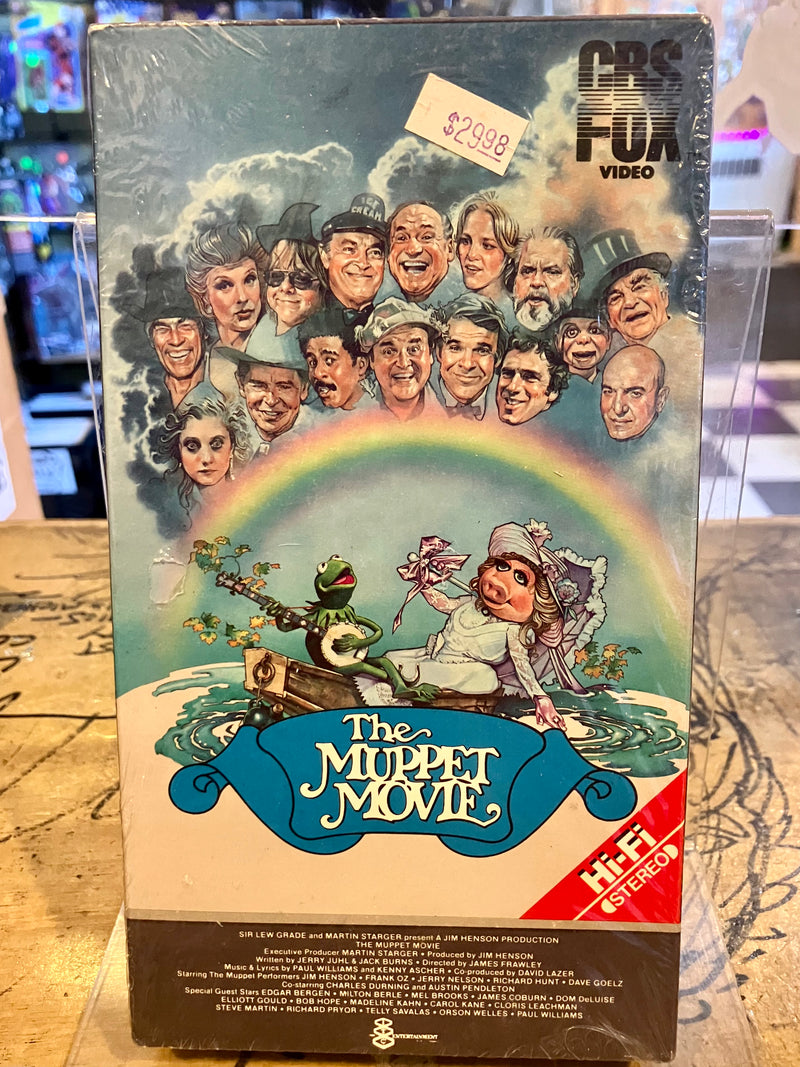 $29.98
CBS
FOX
VIDEO
ICE
CREAM
The
MUPPET
MOVIE
Hi-Fi
STEREO
SIR LEW GRADE and MARTIN STARGER present A JIM HENSON PRODUCTION
THE MUPPET MOVIE
Executive Producer MARTIN STARGER • Produced by JIM HENSON
Written by JERRY JUHL & JACK BURNS • Directed by JAMES FRAWLEY
Music & Lyrics by PAUL WILLIAMS and KENNY ASCHER • Co-produced by DAVID LAZER
Starring The Muppet Performers JIM HENSON • FRANK OZ • JERRY NELSON • RICHARD HUNT • DAVE GOELZ
Co-starring CHARLES DURNING and AUSTIN PENDLETON
Special Guest Stars EDGAR BERGEN • MILTON BERLE • MEL BROOKS • JAMES COBURN • DOM DeLUISE
ELLIOTT GOULD • BOB HOPE • MADELINE KAHN • CAROL KANE • CLORIS LEACHMAN
STEVE MARTIN • RICHARD PRYOR • TELLY SAVALAS • ORSON WELLES • PAUL WILLIAMS
ENTERTAINMENT